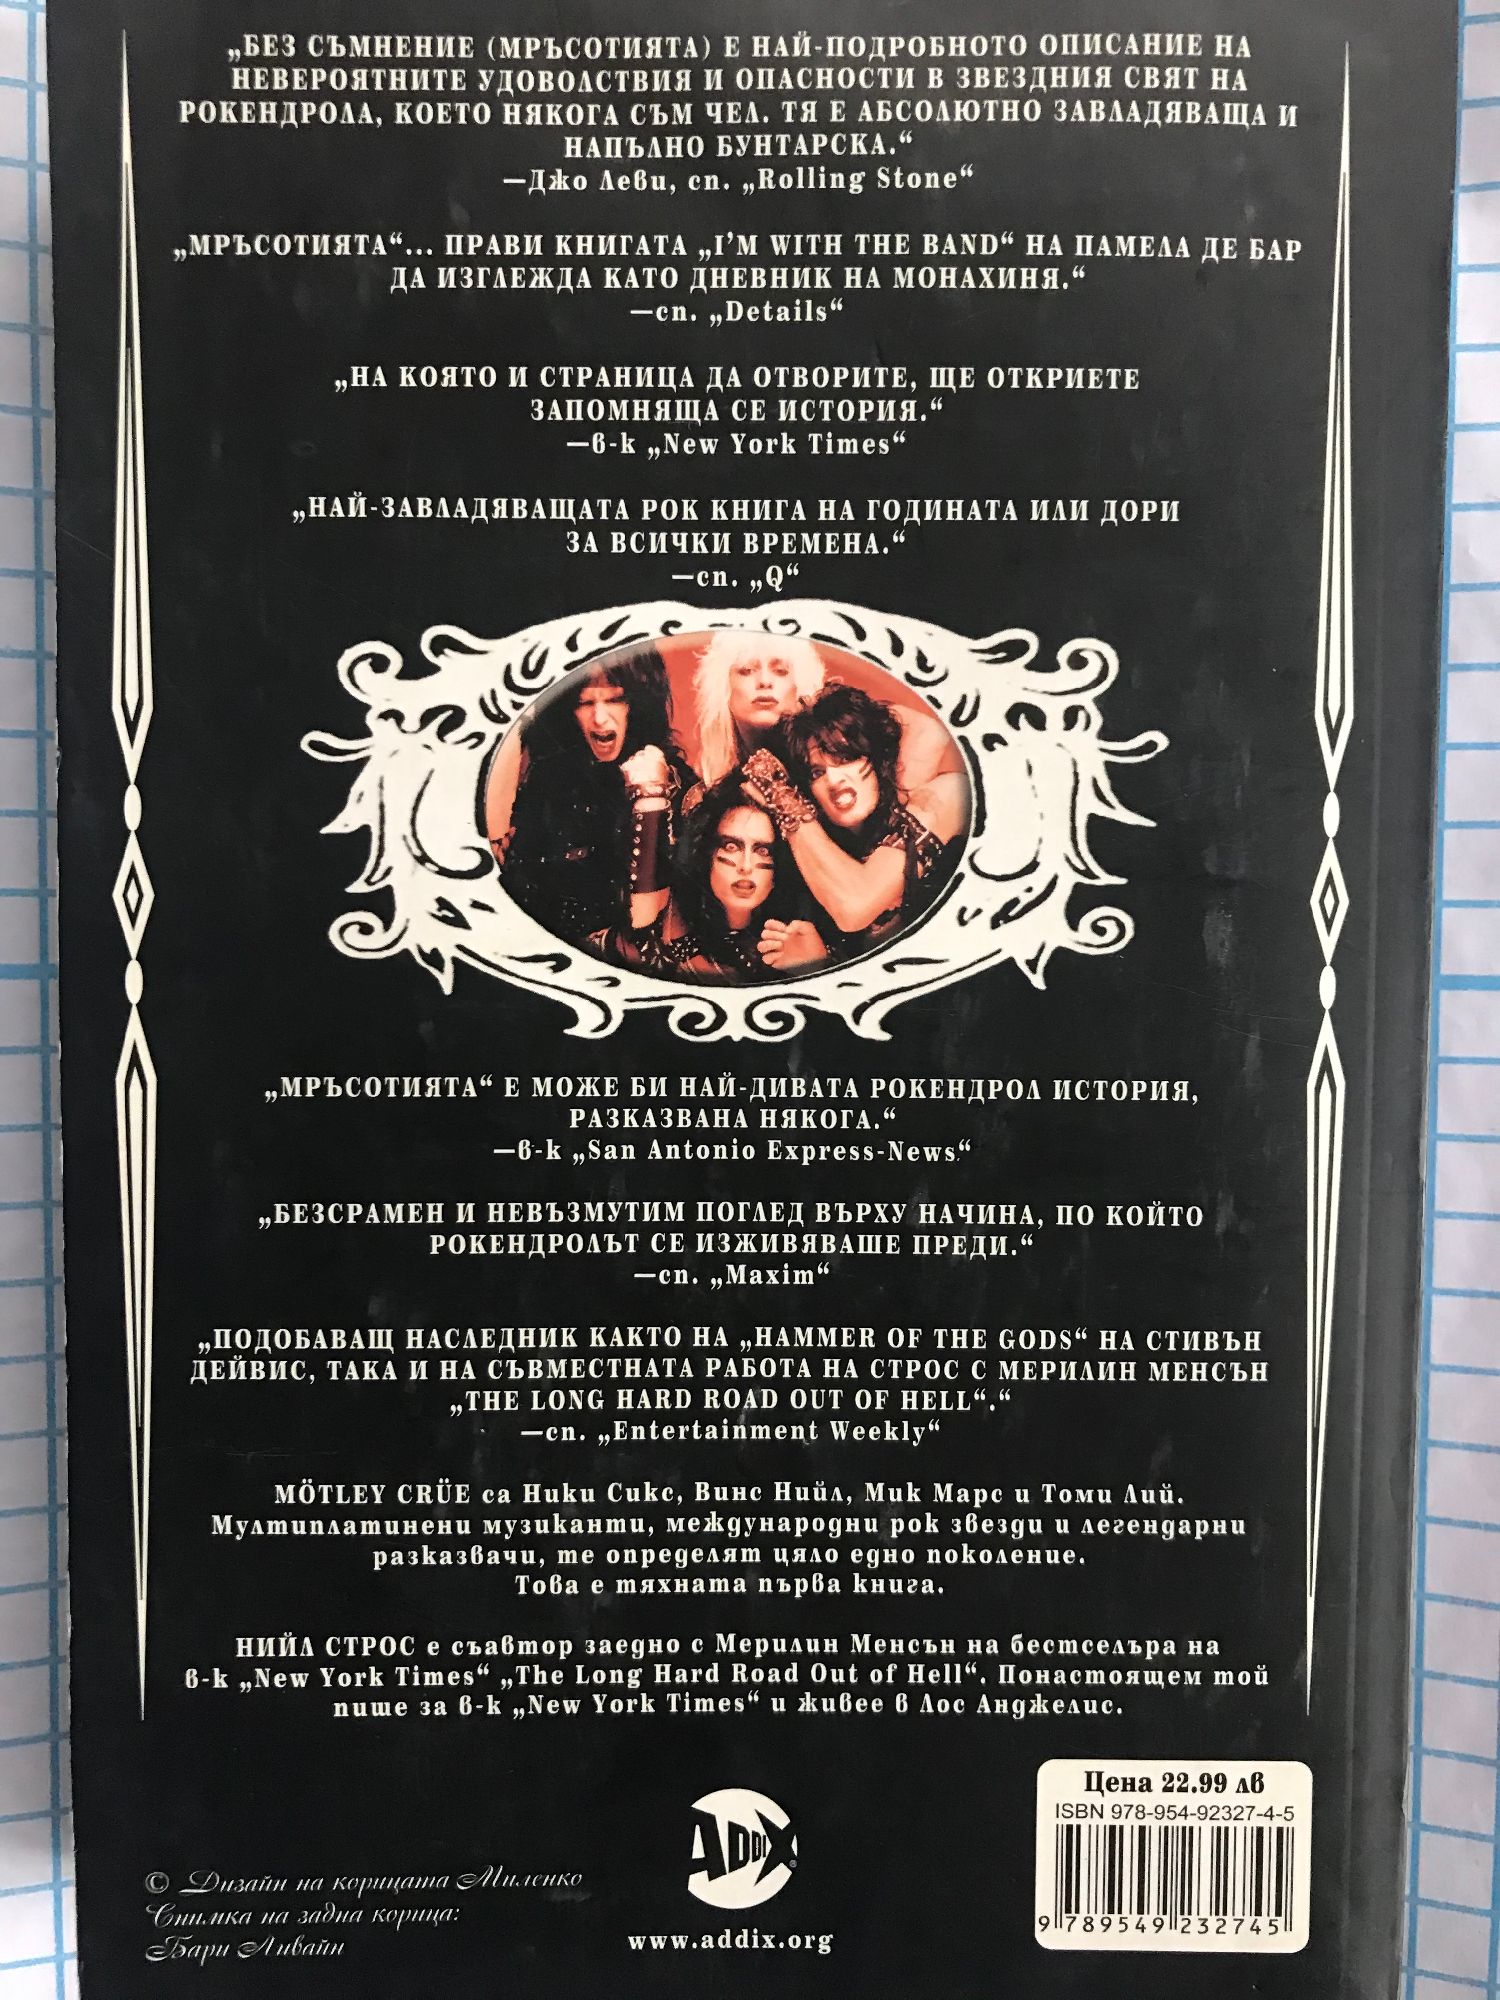 „БЕЗ СЪМНЕНИЕ (МРЪСОТИЯТА) Е НАЙ-ПОДРОБНОТО ОПИСАНИЕ НА
НЕВЕРОЯТНИТЕ УДОВОЛСТВИЯ И ОПАСНОСТИ В ЗВЕЗДНИЯ СВЯТ НА
РОКЕНДРОЛА, КОЕТО НЯКОГА СЪМ ЧЕЛ. ТЯ Е АБСОЛЮТНО ЗАВЛАДЯВАЩА И
НАПЪЛНО БУНТАРСКА.“
—Джо Леви, сп. „Rolling Stone“
„МРЪСОТИЯТА“... ПРАВИ КНИГАТА „I’M WITH THE BAND“ НА ПАМЕЛА ДЕ БАР
ДА ИЗГЛЕЖДА КАТО ДНЕВНИК НА МОНАХИНЯ.“
—сп. „Details“
„НА КОЯТО И СТРАНИЦА ДА ОТВОРИТЕ, ЩЕ ОТКРИЕТЕ
ЗАПОМНЯЩА СЕ ИСТОРИЯ.“
—в-к „New York Times“
„НАЙ-ЗАВЛАДЯВАЩАТА РОК КНИГА НА ГОДИНАТА ИЛИ ДОРИ
ЗА ВСИЧКИ ВРЕМЕНА.“
—сп. „Q“
„МРЪСОТИЯТА“ Е МОЖЕ БИ НАЙ-ДИВАТА РОКЕНДРОЛ ИСТОРИЯ,
РАЗКАЗВАНА НЯКОГА.“
—в-к „San Antonio Express-News.“
„БЕЗСРАМЕН И НЕВЪЗМУТИМ ПОГЛЕД ВЪРХУ НАЧИНА, ПО КОЙТО
РОКЕНДРОЛЪТ СЕ ИЗЖИВЯВАШЕ ПРЕДИ.“
—сп. „Maxim“
„ПОДОБАВАЩ НАСЛЕДНИК КАКТО НА „HAMMER OF THE GODS“ НА СТИВЪН
ДЕЙВИС, ТАКА И НА СЪВМЕСТНАТА РАБОТА НА СТРОС С МЕРИЛИН МЕНСЪН
„THE LONG HARD ROAD OUT OF HELL“.“
—сп. „Entertainment Weekly“
MÖTLEY CRÜE са Ники Сикс, Винс Нийл, Мик Марс и Томи Лий.
Мултиплатинени музиканти, международни рок звезди и легендарни
разказвачи, те определят цяло едно поколение.
Това е тяхната първа книга.
НИЙЛ СТРОС е съавтор заедно с Мерилин Менсън на бестселъра на
в-к „New York Times“ „The Long Hard Road Out of Hell“. Понастоящем той
пише за в-к „New York Times“ и живее в Лос Анджелис.
Цена 22.99 лв
ISBN 978-954-92327-4-5
9 789549 232745
ADDIX®
www.addix.org
© Дизайн на корицата Миленко
Снимка на задна корица:
Бари Ливайн